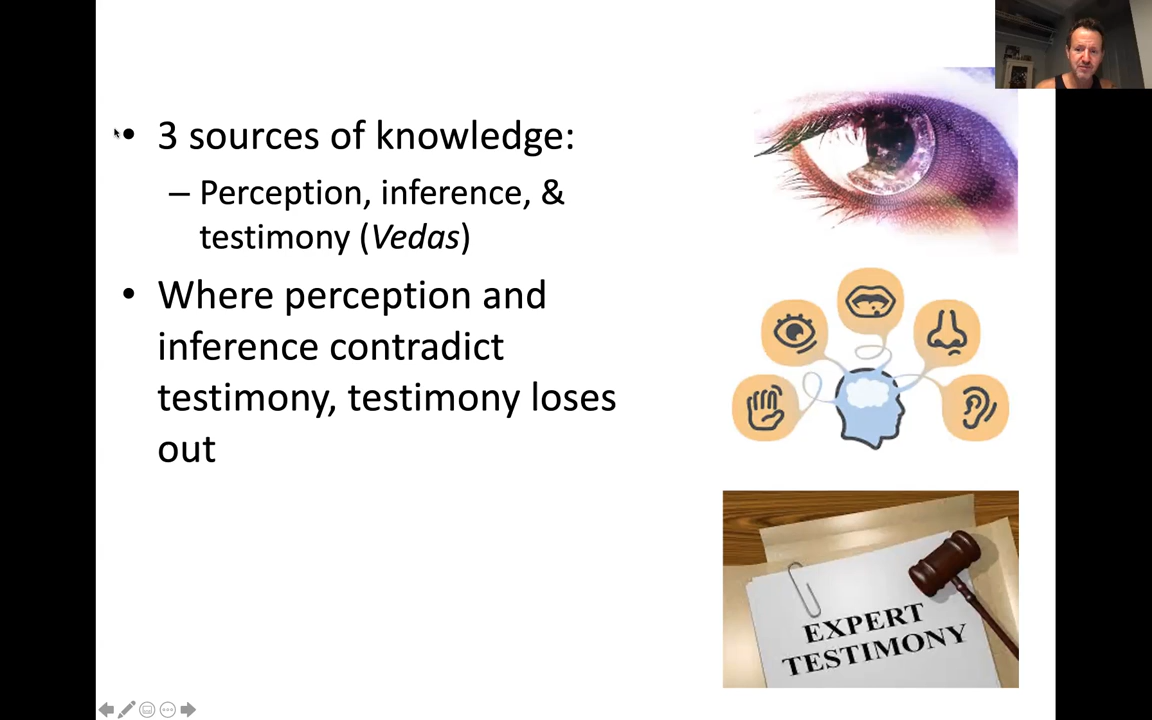 • 3 sources of knowledge:
– Perception, inference, &
testimony (Vedas)
• Where perception and
inference contradict
testimony, testimony loses
out
EXPERT
TESTIMONY